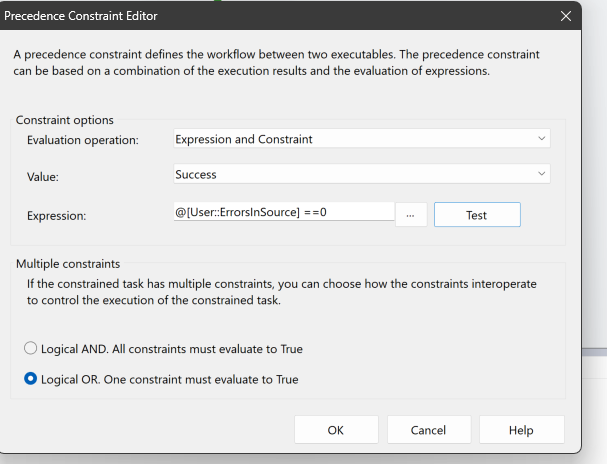 Precedence Constraint Editor
A precedence constraint defines the workflow between two executables. The precedence constraint
can be based on a combination of the execution results and the evaluation of expressions.
Constraint options
Evaluation operation: Expression and Constraint
Value: Success
Expression: @[User::ErrorsInSource] ==0 ... Test
Multiple constraints
If the constrained task has multiple constraints, you can choose how the constraints interoperate
to control the execution of the constrained task.
Logical AND. All constraints must evaluate to True
Logical OR. One constraint must evaluate to True
OK Cancel Help